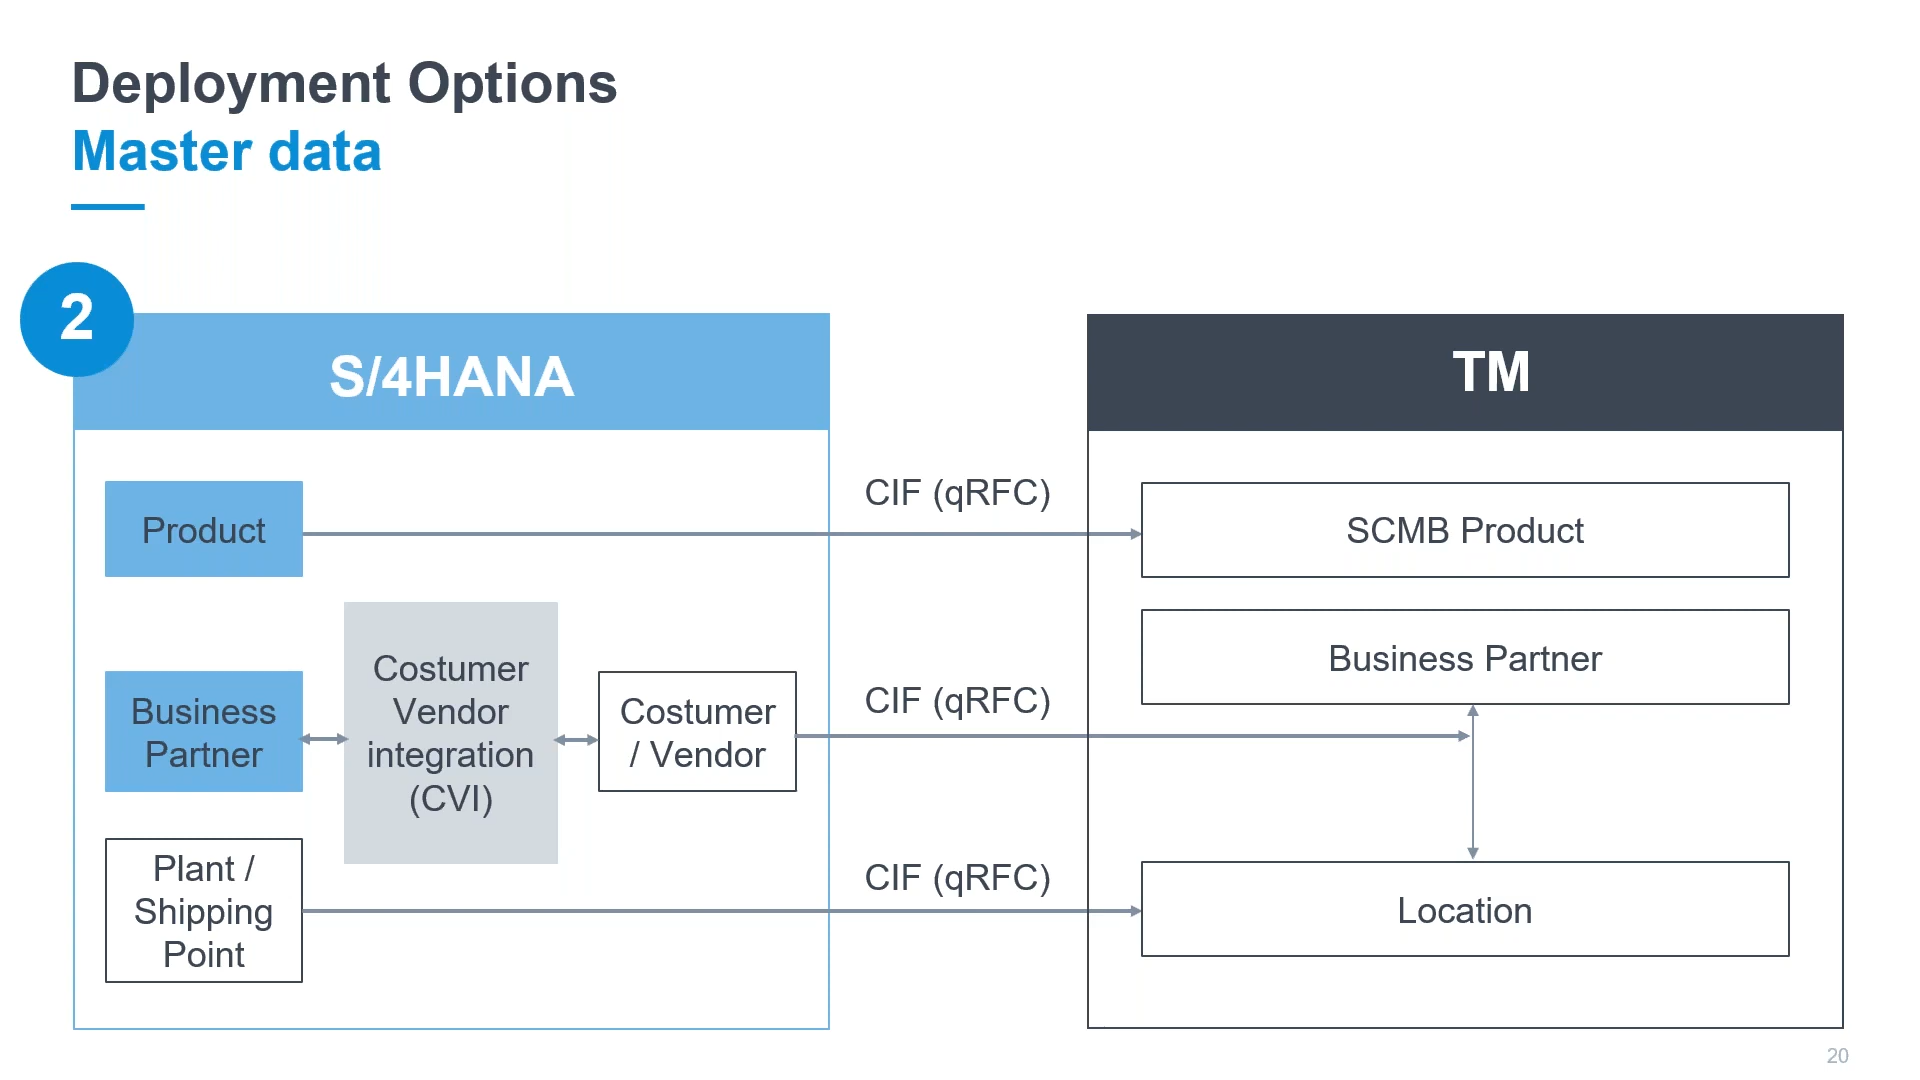 Deployment Options
Master data
2
S/4HANA
TM
Product
CIF (qRFC)
SCMB Product
Business
Partner
Costumer
Vendor
integration
(CVI)
Costumer
/ Vendor
CIF (qRFC)
Business Partner
Plant /
Shipping
Point
CIF (qRFC)
Location
20